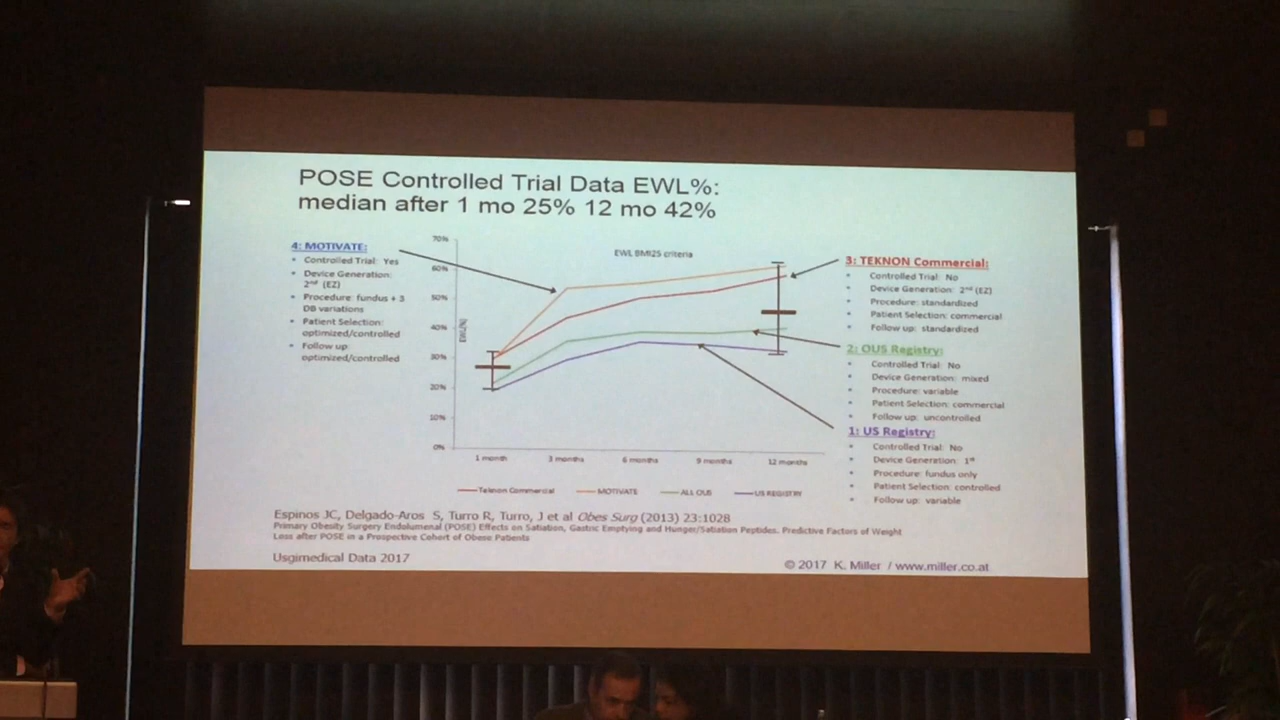 POSE Controlled Trial Data EWL%:
median after 1 mo 25% 12 mo 42%
4: MOTIVATE:
• Controlled Trial: Yes
• Device Generation:
2nd (EZ)
• Procedure: fundus + 3
DB variations
• Patient Selection:
optimized/controlled
• Follow up:
optimized/controlled
EWL BMI25 criteria
70%
60%
50%
40%
30%
20%
10%
0%
EWL(%)
1 month
3 months
6 months
9 months
12 months
Teknon Commercial
MOTIVATE
ALL OUS
US REGISTRY
3: TEKNON Commercial:
• Controlled Trial: No
• Device Generation: 2nd (EZ)
• Procedure: standardized
• Patient Selection: commercial
• Follow up: standardized
2: OUS Registry:
• Controlled Trial: No
• Device Generation: mixed
• Procedure: variable
• Patient Selection: commercial
• Follow up: uncontrolled
1: US Registry:
• Controlled Trial: No
• Device Generation: 1st
• Procedure: fundus only
• Patient Selection: controlled
• Follow up: variable
Espinos JC, Delgado-Aros S, Turro R, Turro, J et al Obes Surg (2013) 23:1028
Primary Obesity Surgery Endolumenal (POSE) Effects on Satiation, Gastric Emptying and Hunger/Satiation Peptides. Predictive Factors of Weight
Loss after POSE in a Prospective Cohort of Obese Patients
Usgimedical Data 2017
© 2017 K. Miller / www.miller.co.at